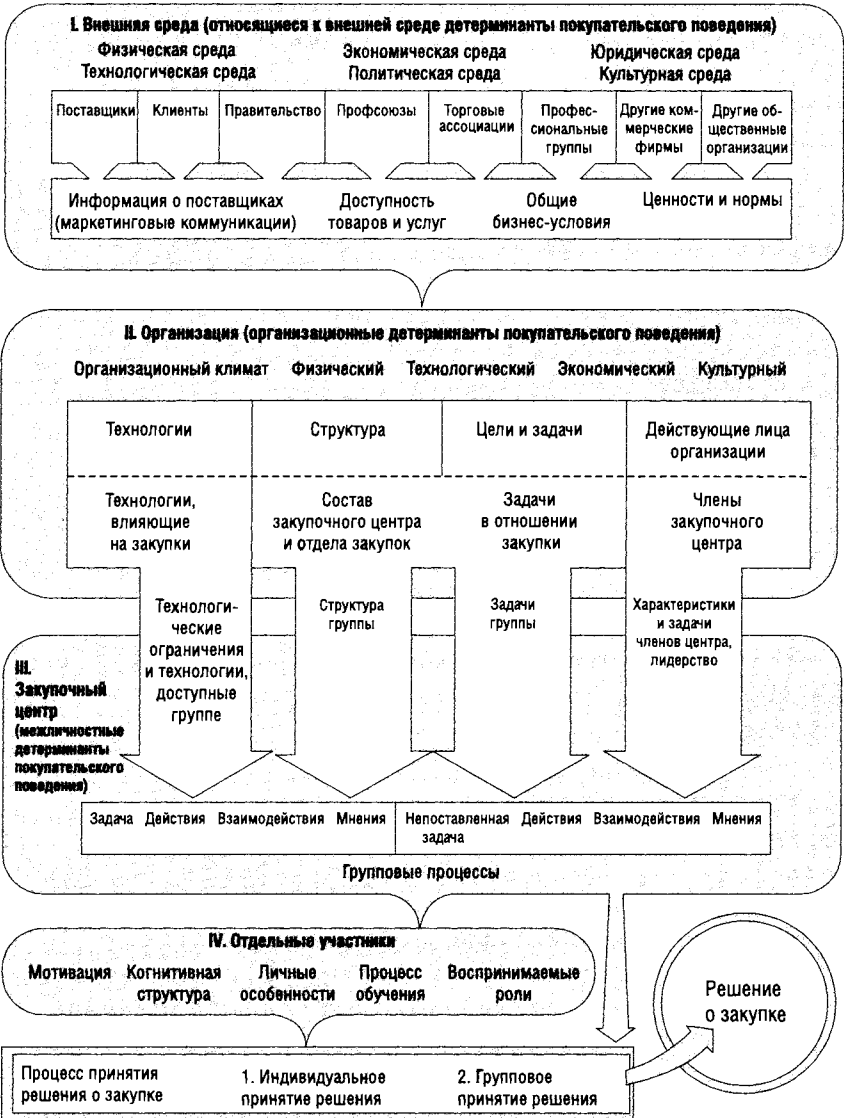 I. Внешняя среда (относящиеся к внешней среде детерминанты покупательского поведения)
Физическая среда Экономическая среда Юридическая среда
Технологическая среда Политическая среда Культурная среда
Поставщики
Клиенты
Правительство
Профсоюзы
Торговые
ассоциации
Профес-
сиональные
группы
Другие ком-
мерческие
фирмы
Другие об-
щественные
организации
Информация о поставщиках
(маркетинговые коммуникации)
Доступность
товаров и услуг
Общие
бизнес-условия
Ценности и нормы
II. Организация (организационные детерминанты покупательского поведения)
Организационный климат Физический Технологический Экономический Культурный
Технологии
Структура
Цели и задачи
Действующие лица
организации
Технологии,
влияющие
на закупки
Состав
закупочного центра
и отдела закупок
Задачи
в отношении
закупки
Члены
закупочного
центра
Технологи-
ческие
ограничения
и технологии,
доступные
группе
Структура
группы
Задачи
группы
Характеристики
и задачи
членов центра,
лидерство
III.
Закупочный
центр
(межличностные
детерминанты
покупательского
поведения)
Задача Действия Взаимодействия Мнения
Непоставленная
задача
Действия Взаимодействия Мнения
Групповые процессы
IV. Отдельные участники
Мотивация
Когнитивная
структура
Личные
особенности
Процесс
обучения
Воспринимаемые
роли
Решение
о закупке
Процесс принятия
решения о закупке
1. Индивидуальное
принятие решения
2. Групповое
принятие решения